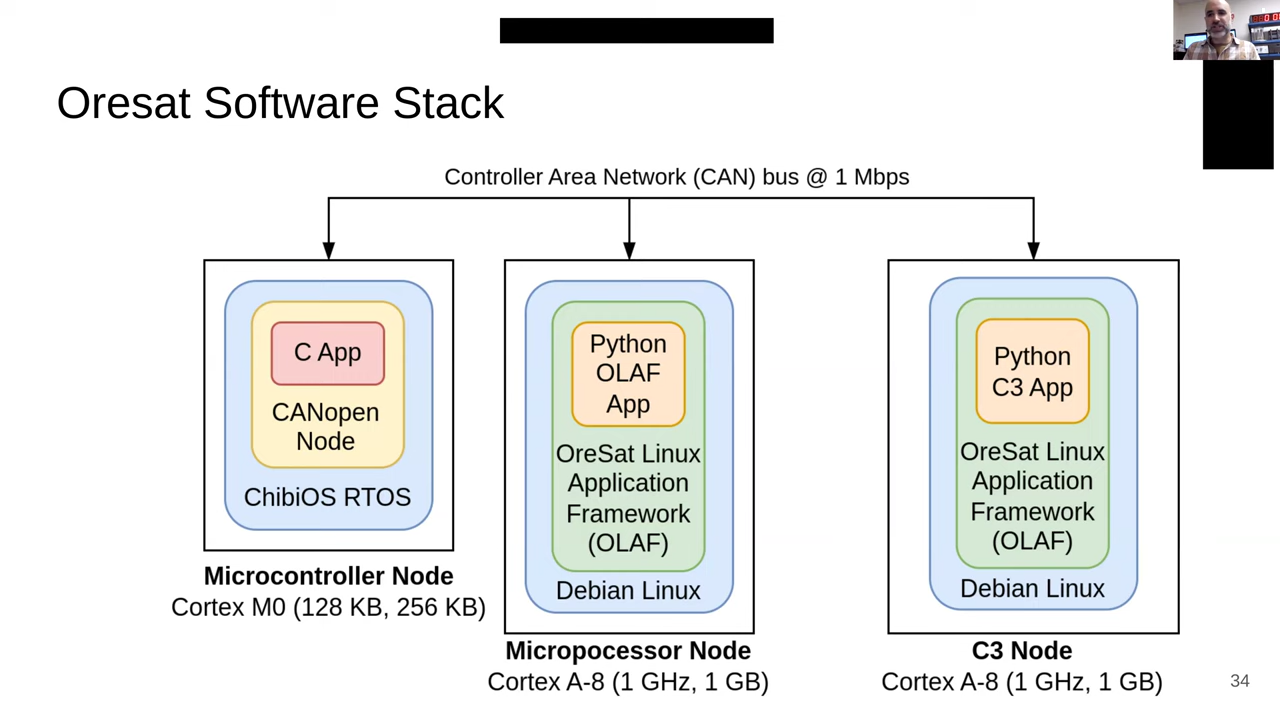 Oresat Software Stack
Controller Area Network (CAN) bus @ 1 Mbps
C App
CANopen
Node
ChibiOS RTOS
Microcontroller Node
Cortex M0 (128 KB, 256 KB)
Python
OLAF
App
OreSat Linux
Application
Framework
(OLAF)
Debian Linux
Micropocessor Node
Cortex A-8 (1 GHz, 1 GB)
Python
C3 App
OreSat Linux
Application
Framework
(OLAF)
Debian Linux
C3 Node
Cortex A-8 (1 GHz, 1 GB)
34